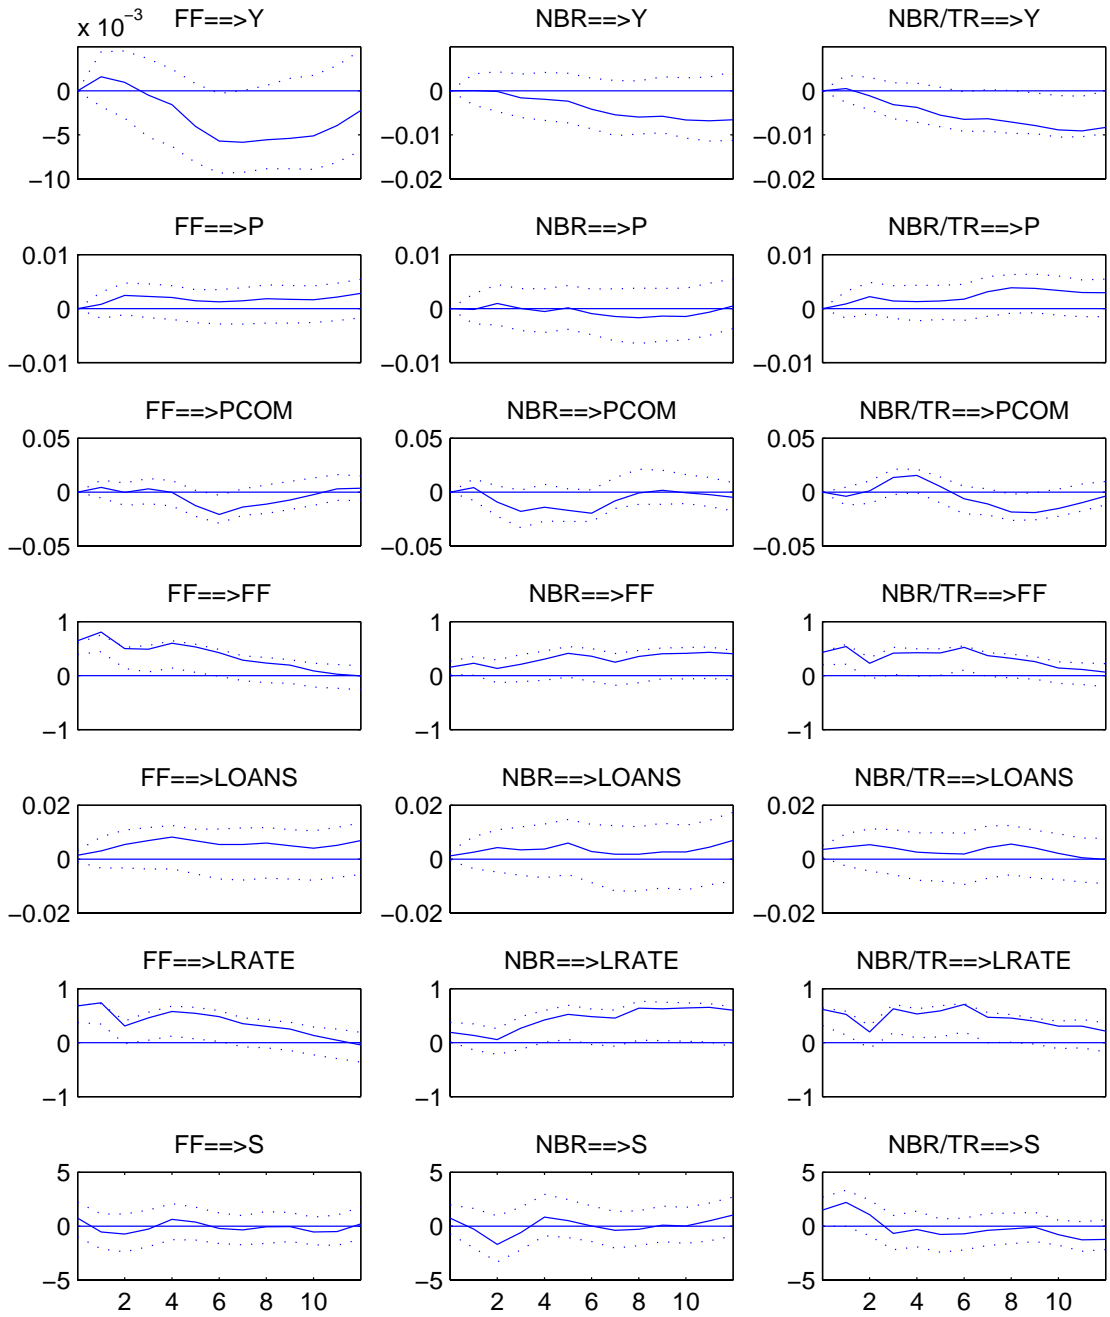 x 10⁻³ FF==>Y NBR==>Y NBR/TR==>Y
0 0 0
−5 −0.01 −0.01
−10 −0.02 −0.02
FF==>P NBR==>P NBR/TR==>P
0.01 0.01 0.01
0 0 0
−0.01 −0.01 −0.01
FF==>PCOM NBR==>PCOM NBR/TR==>PCOM
0.05 0.05 0.05
0 0 0
−0.05 −0.05 −0.05
FF==>FF NBR==>FF NBR/TR==>FF
1 1 1
0 0 0
−1 −1 −1
FF==>LOANS NBR==>LOANS NBR/TR==>LOANS
0.02 0.02 0.02
0 0 0
−0.02 −0.02 −0.02
FF==>LRATE NBR==>LRATE NBR/TR==>LRATE
1 1 1
0 0 0
−1 −1 −1
FF==>S NBR==>S NBR/TR==>S
5 5 5
0 0 0
−5 −5 −5
2 4 6 8 10 2 4 6 8 10 2 4 6 8 10